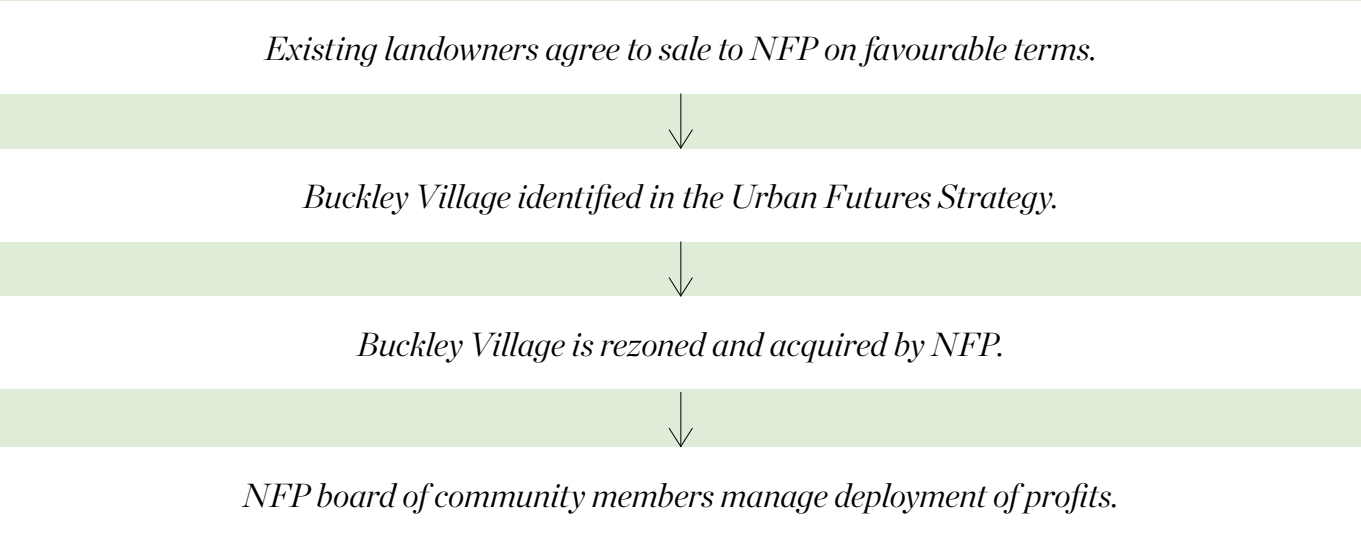 Existing landowners agree to sale to NFP on favourable terms.
Buckley Village identified in the Urban Futures Strategy.
Buckley Village is rezoned and acquired by NFP.
NFP board of community members manage deployment of profits.